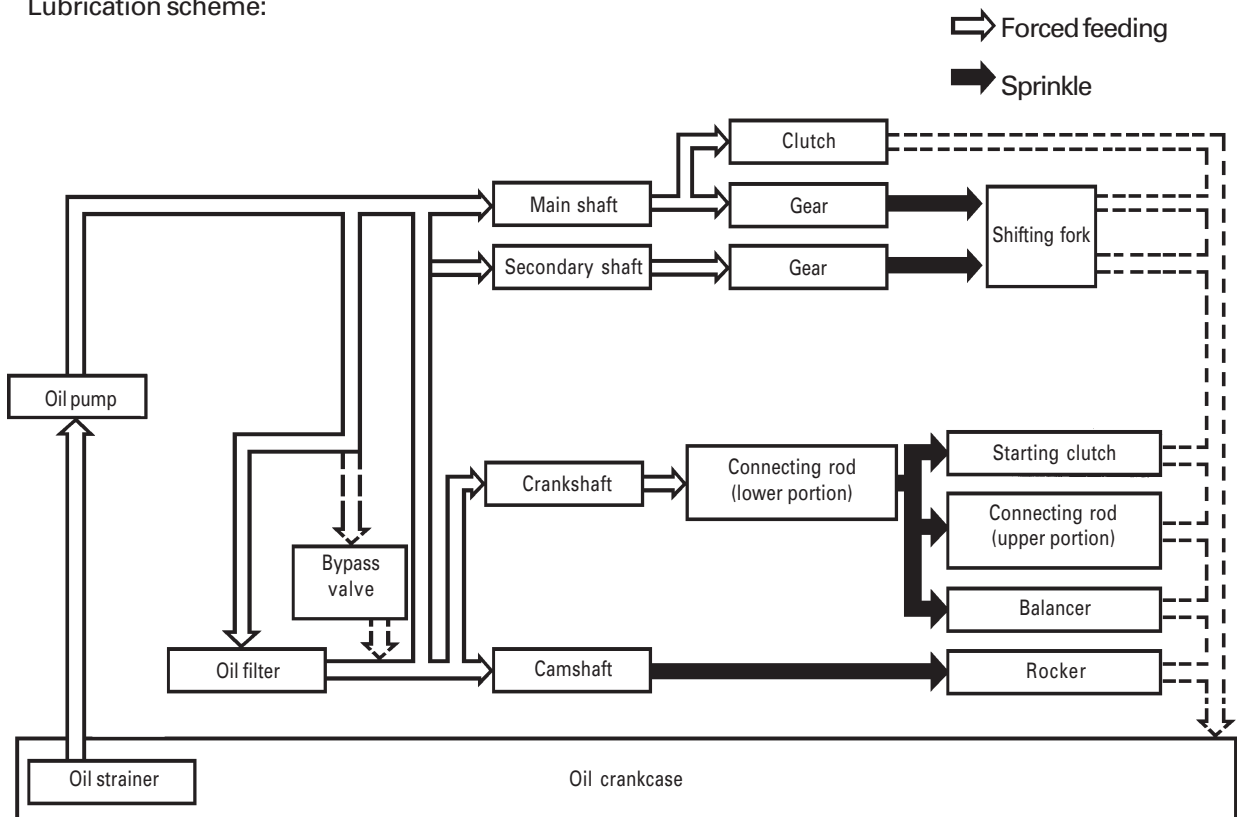 Lubrication scheme:
Forced feeding
Sprinkle
Clutch
Main shaft
Gear
Shifting fork
Secondary shaft
Gear
Oil pump
Starting clutch
Crankshaft
Connecting rod
(lower portion)
Connecting rod
(upper portion)
Bypass
valve
Balancer
Oil filter
Camshaft
Rocker
Oil strainer
Oil crankcase